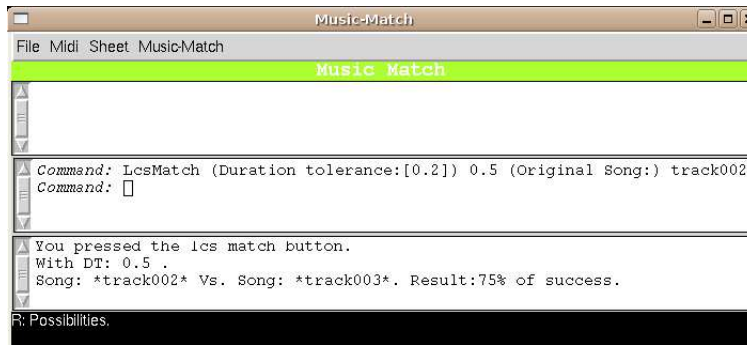 Music-Match
File Midi Sheet Music-Match
Music Match
Command: LcsMatch (Duration tolerance:[0.2]) 0.5 (Original Song:) track002
Command:
You pressed the lcs match button.
With DT: 0.5 .
Song: *track002* Vs. Song: *track003*. Result:75% of success.
R: Possibilities.